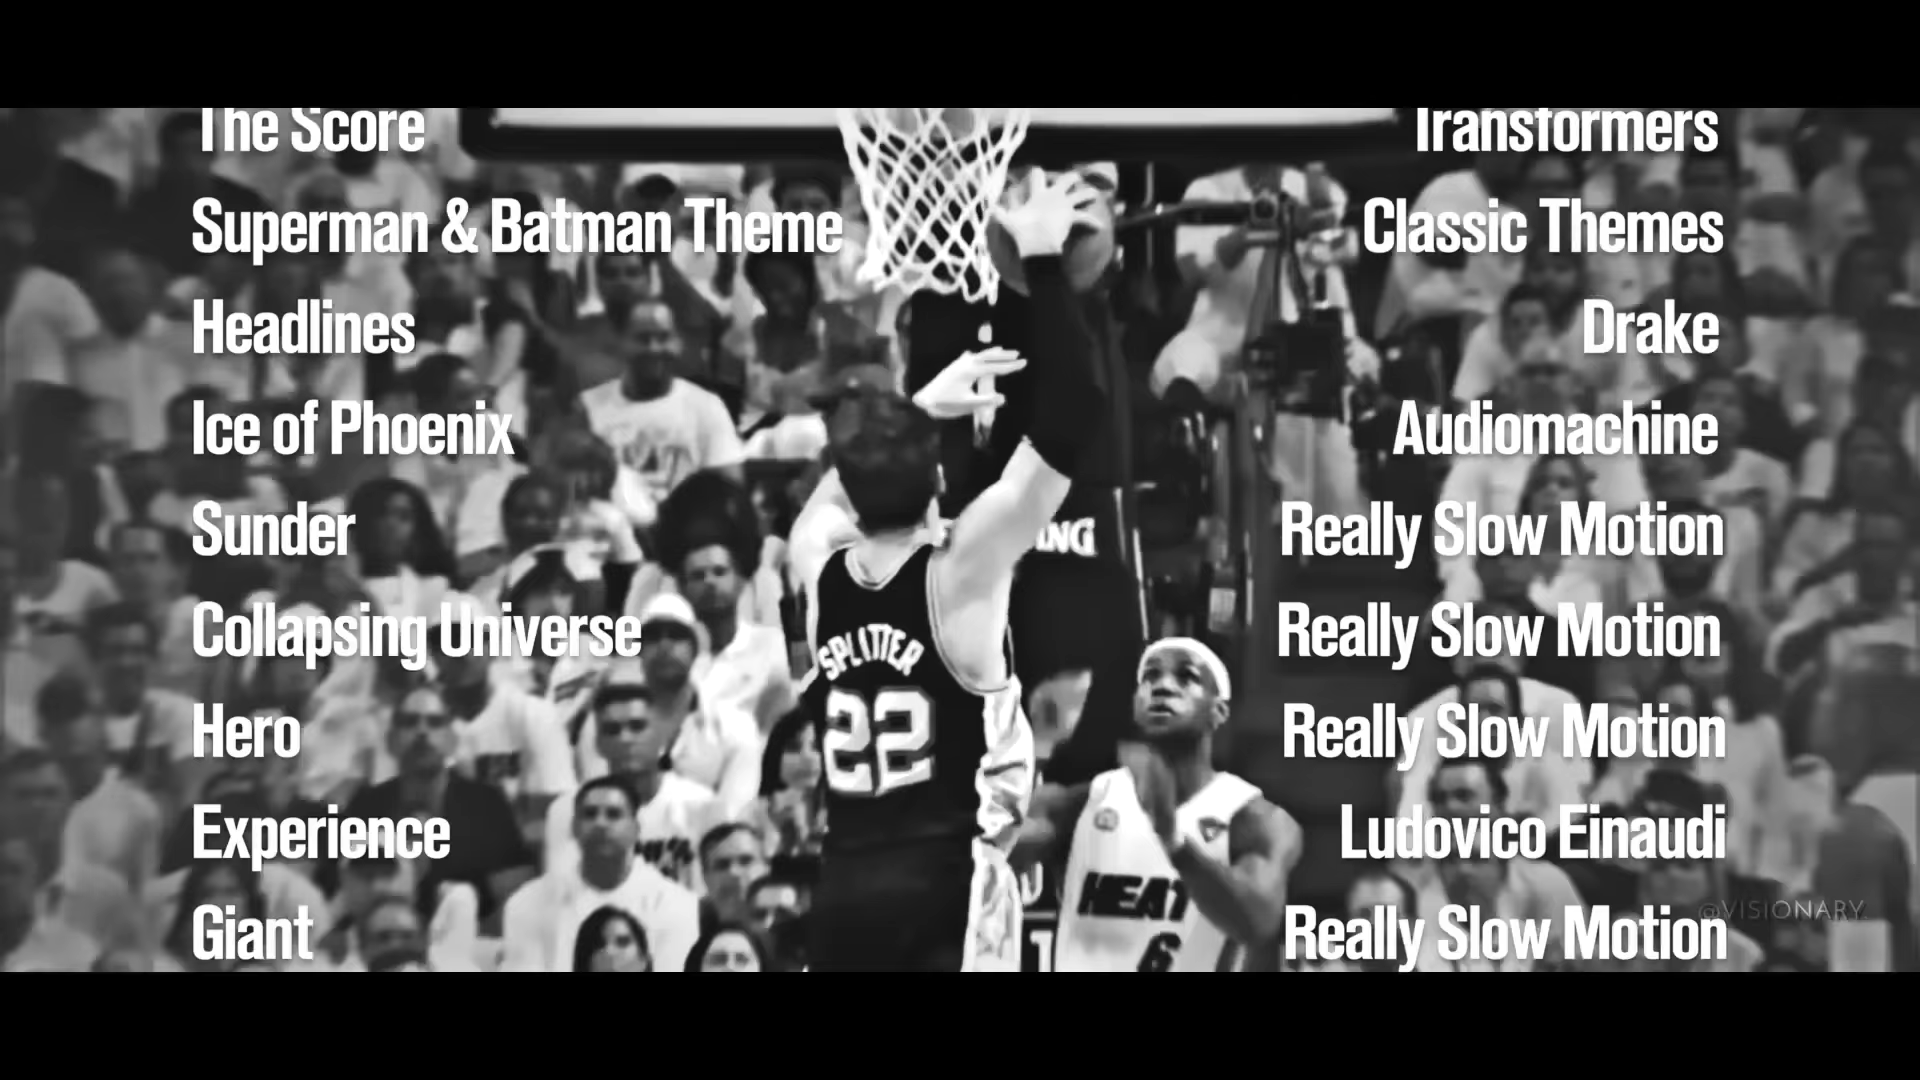 The Score Transformers
Superman & Batman Theme Classic Themes
Headlines Drake
Ice of Phoenix Audiomachine
Sunder Really Slow Motion
Collapsing Universe Really Slow Motion
SPLITTER
22
Hero Really Slow Motion
Experience Ludovico Einaudi
HEAT
6
@VISIONARY.
Giant Really Slow Motion